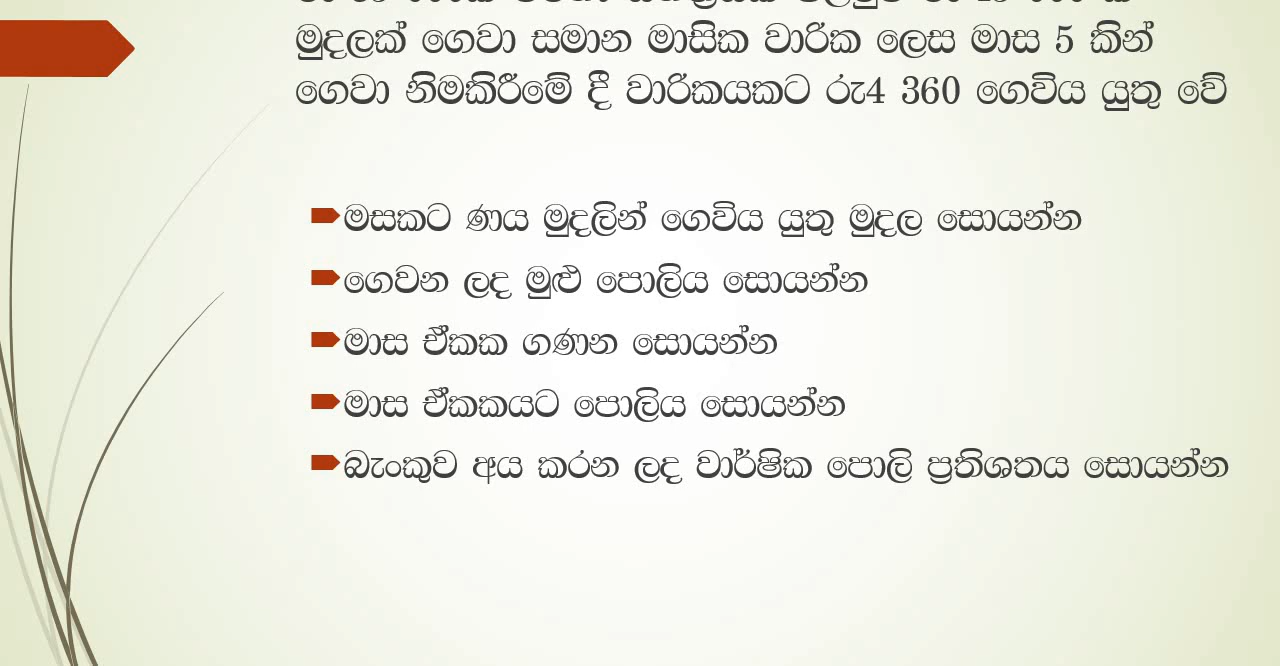 මුදලක් ගෙවා සමාන මාසික වාරික ලෙස මාස 5 කින්
ගෙවා නිමකිරීමේ දී වාරිකයකට රු4 360 ගෙවිය යුතු වේ
මසකට ණය මුදලින් ගෙවිය යුතු මුදල සොයන්න
ගෙවන ලද මුළු පොලිය සොයන්න
මාස ඒකක ගණන සොයන්න
මාස ඒකකයට පොලිය සොයන්න
බැංකුව අය කරන ලද වාර්ෂික පොලි ප්‍රතිශතය සොයන්න